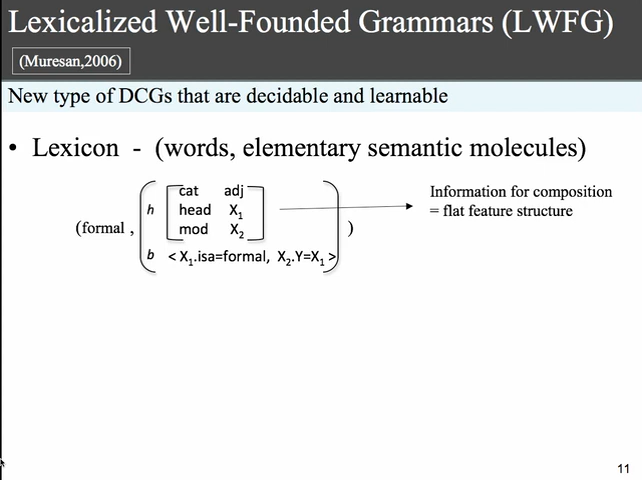 Lexicalized Well-Founded Grammars (LWFG)
(Muresan,2006)
New type of DCGs that are decidable and learnable
• Lexicon - (words, elementary semantic molecules)
cat adj
h head X1
mod X2
(formal , )
b < X1.isa=formal, X2.Y=X1 >
Information for composition
= flat feature structure
11